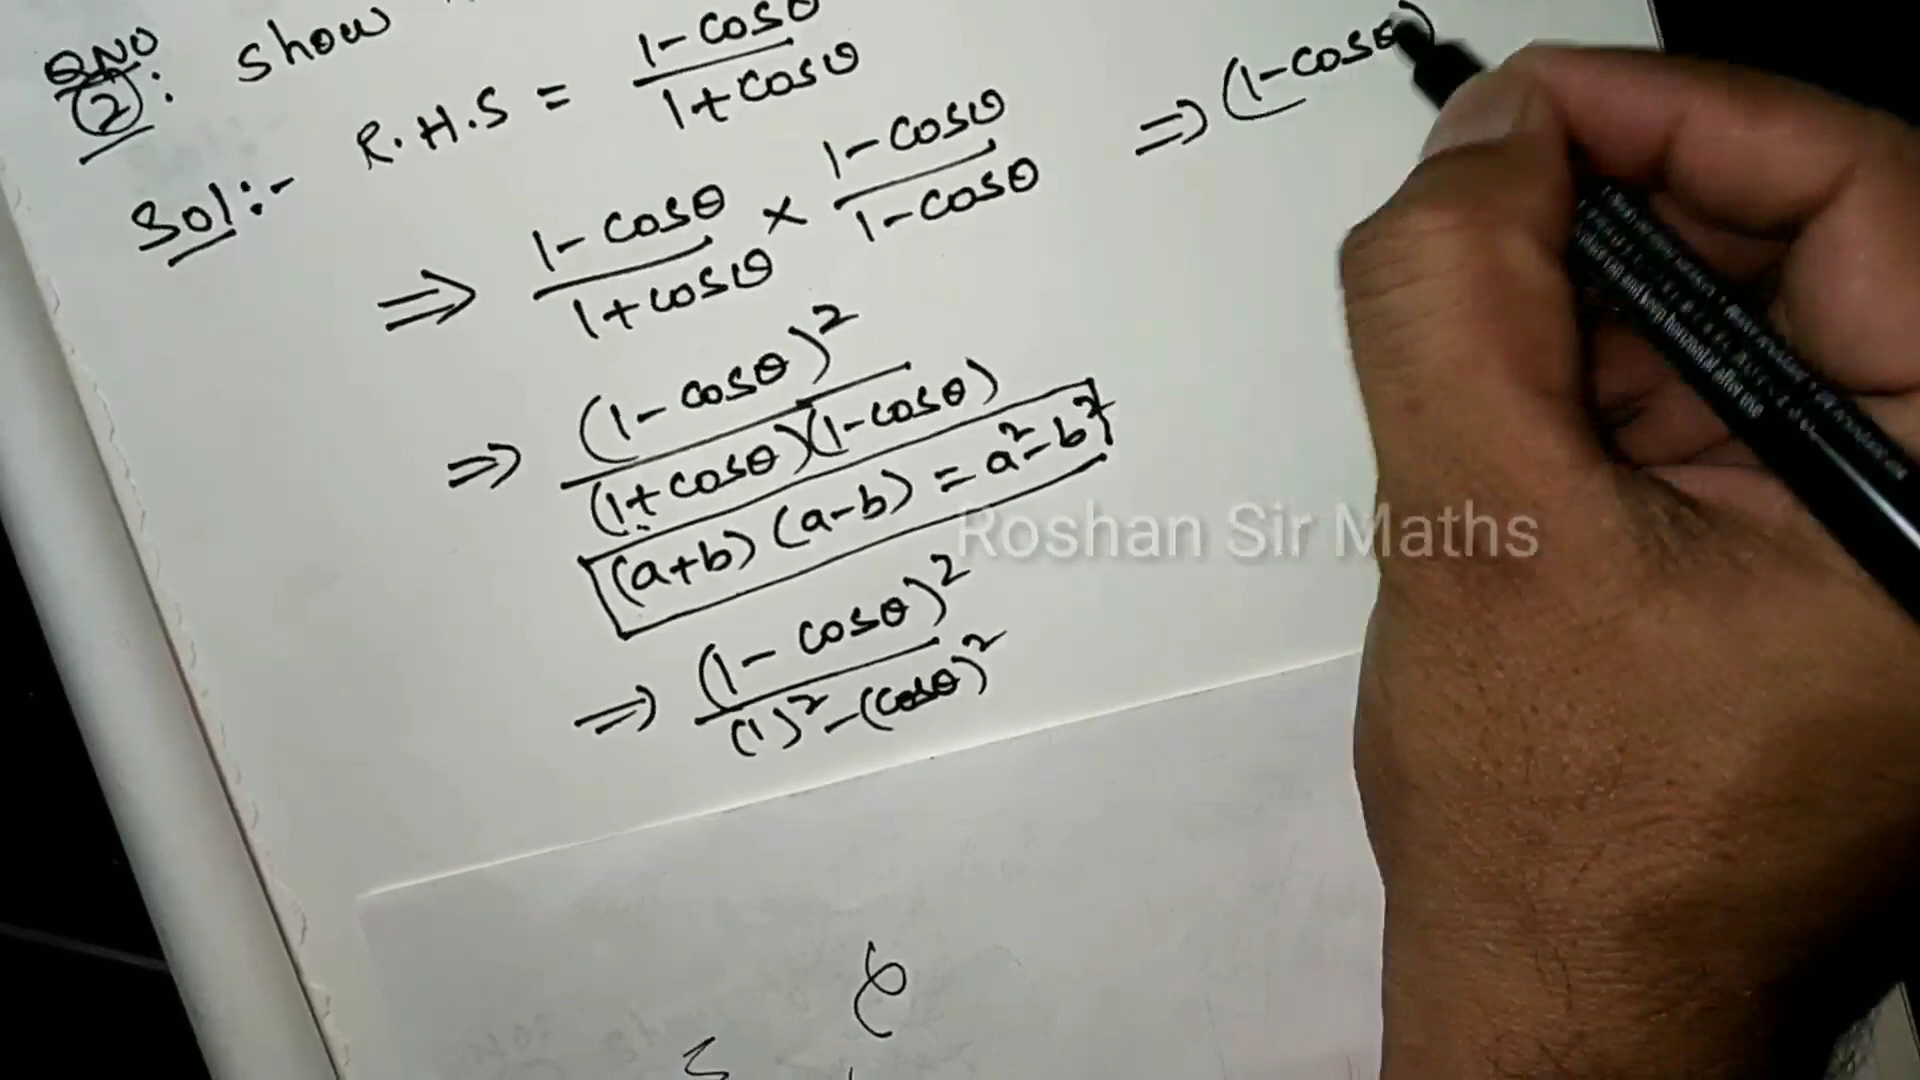 QNO
②: Show
Sol:- R.H.S = 1-cosθ / 1+cosθ
⇒ 1-cosθ / 1+cosθ × 1-cosθ / 1-cosθ
⇒ (1-cosθ)² / (1+cosθ)(1-cosθ)
(a+b)(a-b) = a²-b²
⇒ (1-cosθ)² / (1)²-(cosθ)²
⇒ (1-cosθ)
Roshan Sir Maths